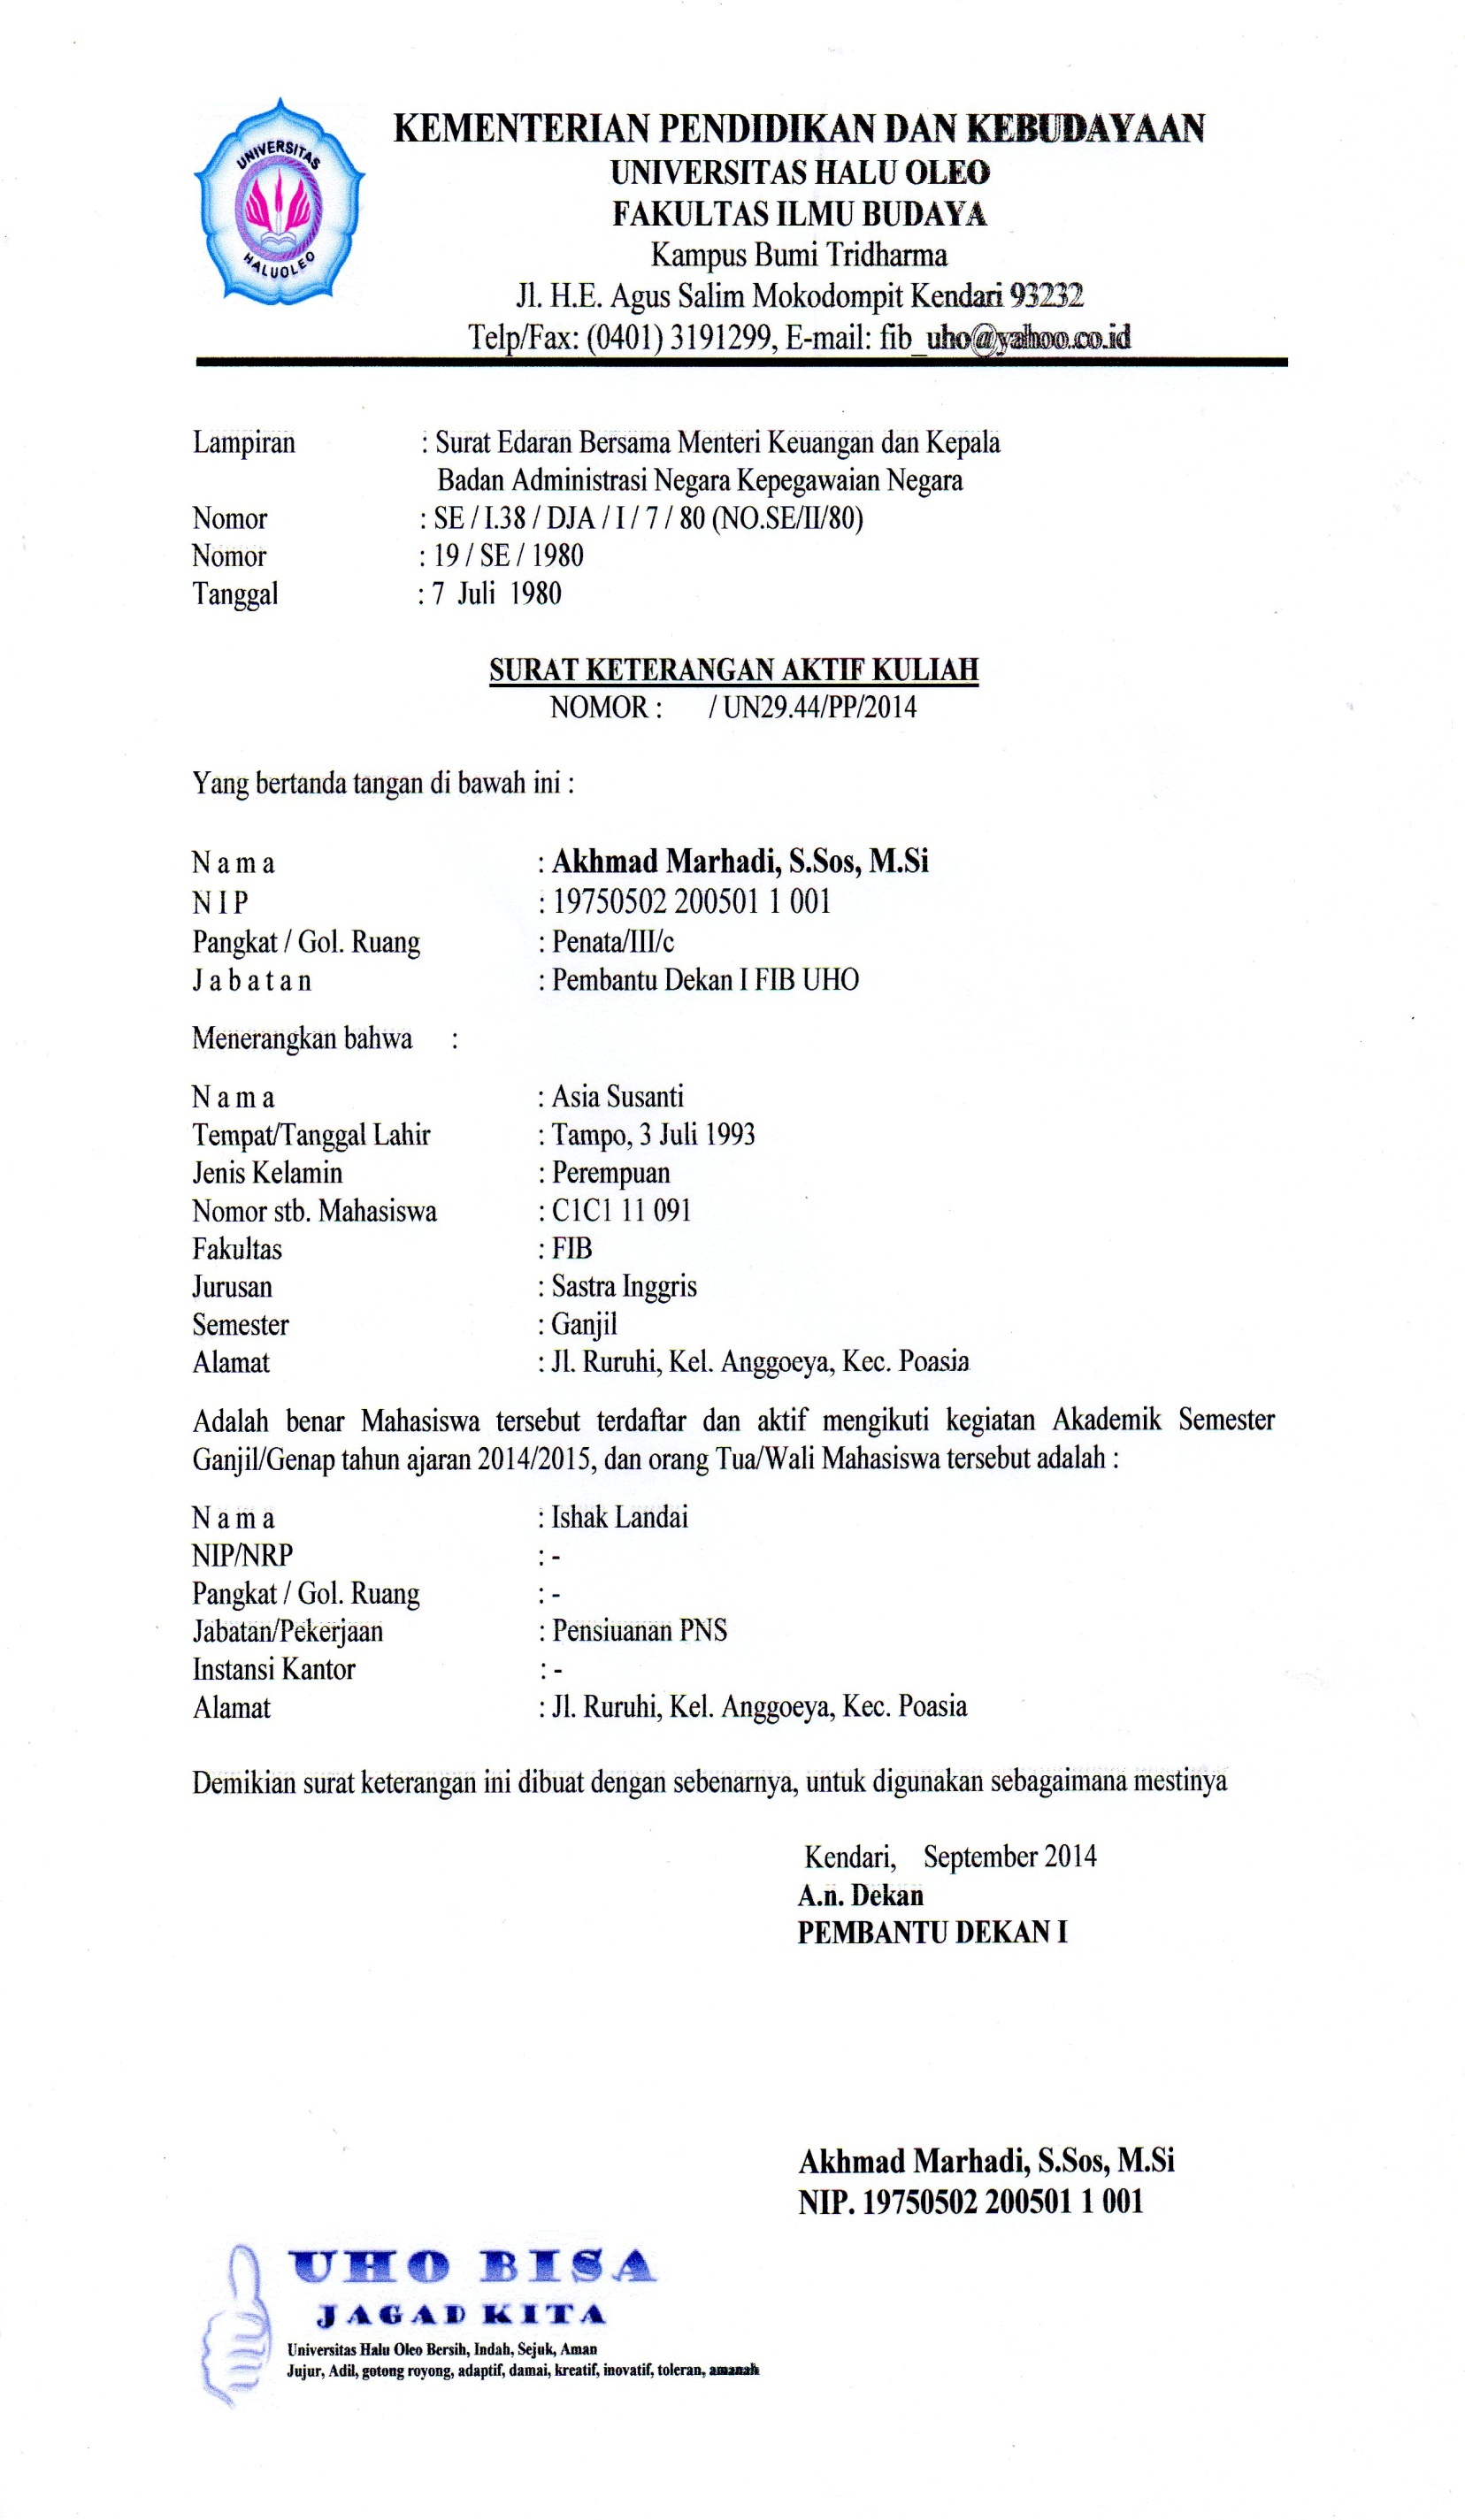 UNIVERSITAS
HALUOLEO
KEMENTERIAN PENDIDIKAN DAN KEBUDAYAAN
UNIVERSITAS HALU OLEO
FAKULTAS ILMU BUDAYA
Kampus Bumi Tridharma
Jl. H.E. Agus Salim Mokodompit Kendari 93232
Telp/Fax: (0401) 3191299, E-mail: fib_uho@yahoo.co.id
Lampiran : Surat Edaran Bersama Menteri Keuangan dan Kepala
Badan Administrasi Negara Kepegawaian Negara
Nomor : SE / I.38 / DJA / I / 7 / 80 (NO.SE/II/80)
Nomor : 19 / SE / 1980
Tanggal : 7 Juli 1980
SURAT KETERANGAN AKTIF KULIAH
NOMOR : / UN29.44/PP/2014
Yang bertanda tangan di bawah ini :
N a m a : Akhmad Marhadi, S.Sos, M.Si
N I P : 19750502 200501 1 001
Pangkat / Gol. Ruang : Penata/III/c
J a b a t a n : Pembantu Dekan I FIB UHO
Menerangkan bahwa :
N a m a : Asia Susanti
Tempat/Tanggal Lahir : Tampo, 3 Juli 1993
Jenis Kelamin : Perempuan
Nomor stb. Mahasiswa : C1C1 11 091
Fakultas : FIB
Jurusan : Sastra Inggris
Semester : Ganjil
Alamat : Jl. Ruruhi, Kel. Anggoeya, Kec. Poasia
Adalah benar Mahasiswa tersebut terdaftar dan aktif mengikuti kegiatan Akademik Semester
Ganjil/Genap tahun ajaran 2014/2015, dan orang Tua/Wali Mahasiswa tersebut adalah :
N a m a : Ishak Landai
NIP/NRP : -
Pangkat / Gol. Ruang : -
Jabatan/Pekerjaan : Pensiuanan PNS
Instansi Kantor : -
Alamat : Jl. Ruruhi, Kel. Anggoeya, Kec. Poasia
Demikian surat keterangan ini dibuat dengan sebenarnya, untuk digunakan sebagaimana mestinya
Kendari, September 2014
A.n. Dekan
PEMBANTU DEKAN I
Akhmad Marhadi, S.Sos, M.Si
NIP. 19750502 200501 1 001
UHO BISA
JAGAD KITA
Universitas Halu Oleo Bersih, Indah, Sejuk, Aman
Jujur, Adil, gotong royong, adaptif, damai, kreatif, inovatif, toleran, amanah